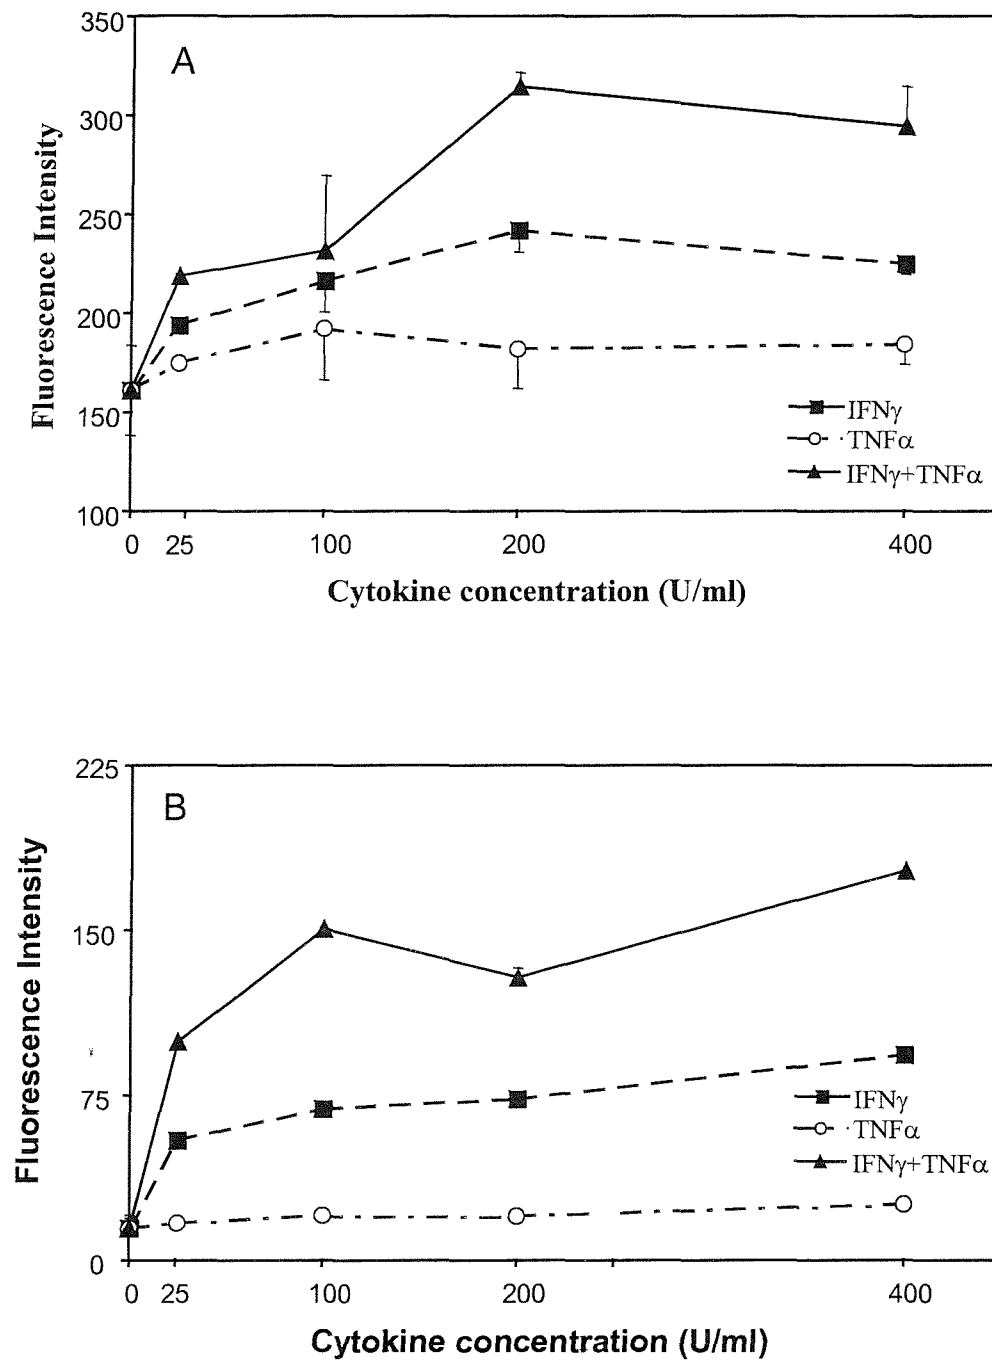 350
A
300
250
200
150
100
Fluorescence Intensity
IFNγ
TNFα
IFNγ+TNFα
0 25 100 200 400
Cytokine concentration (U/ml)
225
B
150
75
0
Fluorescence Intensity
IFNγ
TNFα
IFNγ+TNFα
0 25 100 200 400
Cytokine concentration (U/ml)